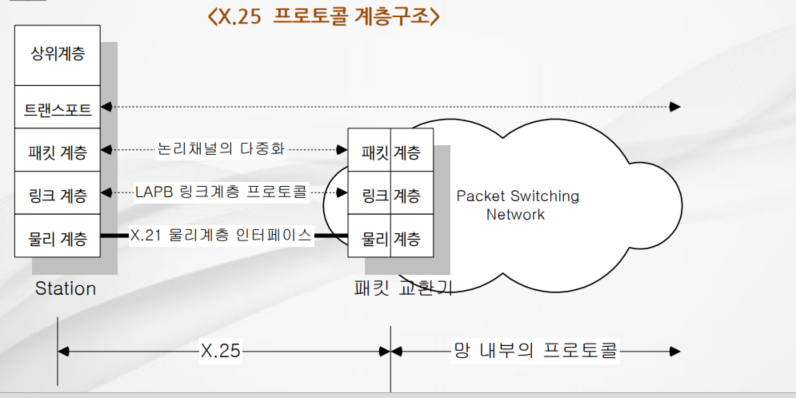 <X.25 프로토콜 계층구조>
상위계층
트랜스포트
패킷 계층
논리채널의 다중화
패킷 계층
링크 계층
LAPB 링크계층 프로토콜
링크 계층
Packet Switching
Network
물리 계층
X.21 물리계층 인터페이스
물리 계층
Station
패킷 교환기
X.25
망 내부의 프로토콜